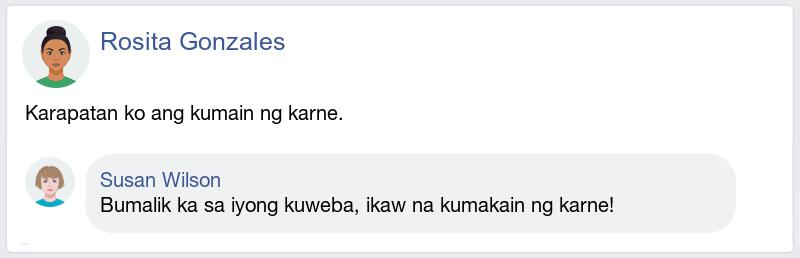 Rosita Gonzales
Karapatan ko ang kumain ng karne.
Susan Wilson
Bumalik ka sa iyong kuweba, ikaw na kumakain ng karne!